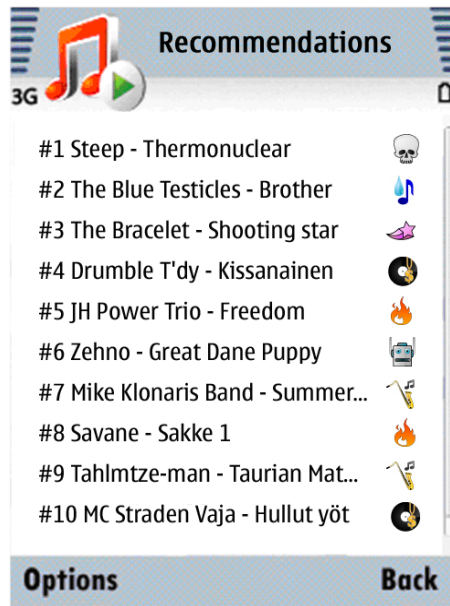 Recommendations
3G
#1 Steep - Thermonuclear
#2 The Blue Testicles - Brother
#3 The Bracelet - Shooting star
#4 Drumble T'dy - Kissanainen
#5 JH Power Trio - Freedom
#6 Zehno - Great Dane Puppy
#7 Mike Klonaris Band - Summer...
#8 Savane - Sakke 1
#9 Tahlmtze-man - Taurian Mat...
#10 MC Straden Vaja - Hullut yöt
Options Back